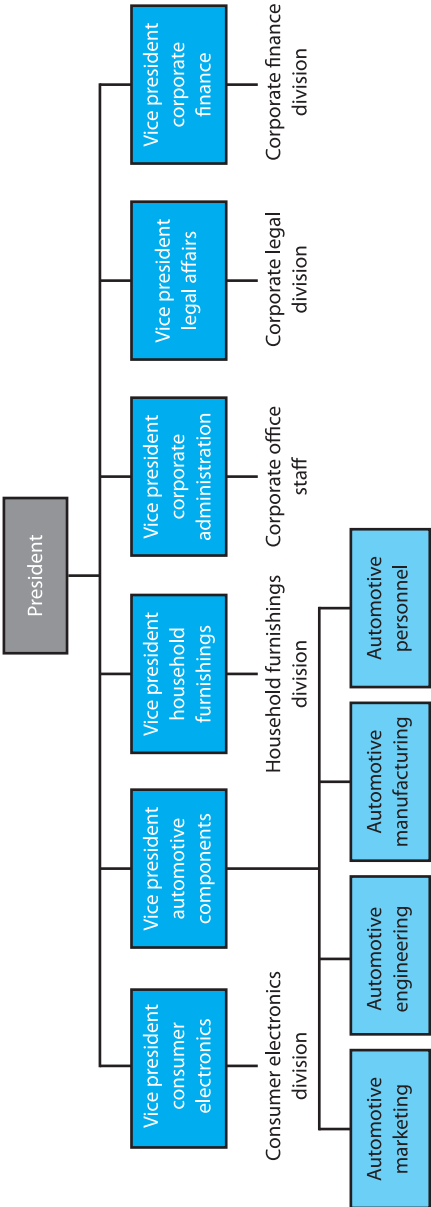 President
Vice president
consumer
electronics
Vice president
automotive
components
Vice president
household
furnishings
Vice president
corporate
administration
Vice president
legal affairs
Vice president
corporate
finance
Consumer electronics
division
Household furnishings
division
Corporate office
staff
Corporate legal
division
Corporate finance
division
Automotive
marketing
Automotive
engineering
Automotive
manufacturing
Automotive
personnel